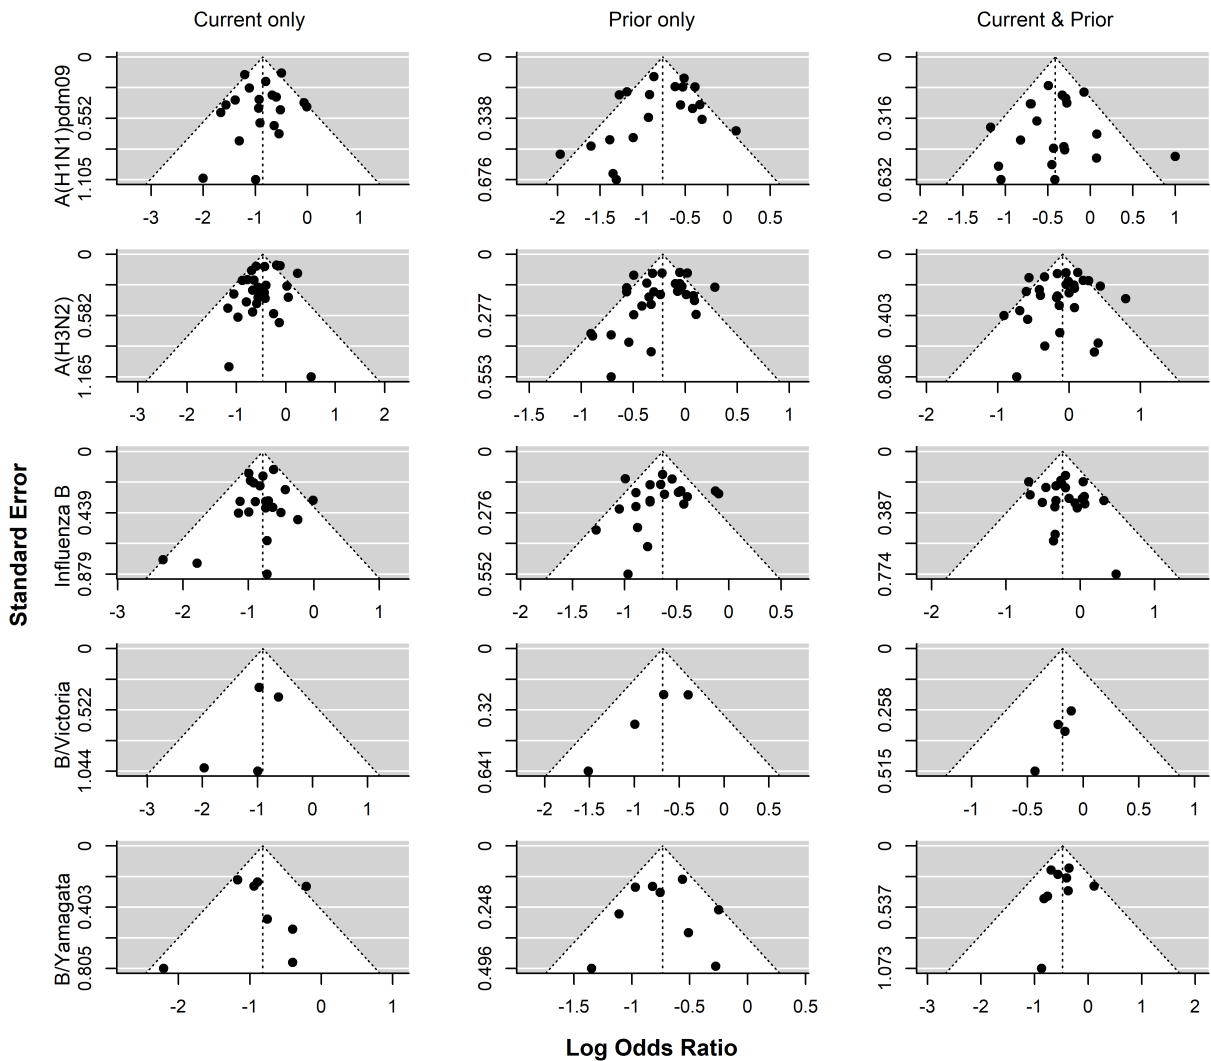 Current only Prior only Current & Prior
A(H1N1)pdm09
0 0.552 1.105
-3 -2 -1 0 1
0 0.338 0.676
-2 -1.5 -1 -0.5 0 0.5
0 0.316 0.632
-2 -1.5 -1 -0.5 0 0.5 1
A(H3N2)
0 0.582 1.165
-3 -2 -1 0 1 2
0 0.277 0.553
-1.5 -1 -0.5 0 0.5 1
0 0.403 0.806
-2 -1 0 1
Standard Error
Influenza B
0 0.439 0.879
-3 -2 -1 0 1
0 0.276 0.552
-2 -1.5 -1 -0.5 0 0.5
0 0.387 0.774
-2 -1 0 1
B/Victoria
0 0.522 1.044
-3 -2 -1 0 1
0 0.32 0.641
-2 -1.5 -1 -0.5 0 0.5
0 0.258 0.515
-1 -0.5 0 0.5 1
B/Yamagata
0 0.403 0.805
-2 -1 0 1
0 0.248 0.496
-1.5 -1 -0.5 0 0.5
0 0.537 1.073
-3 -2 -1 0 1 2
Log Odds Ratio